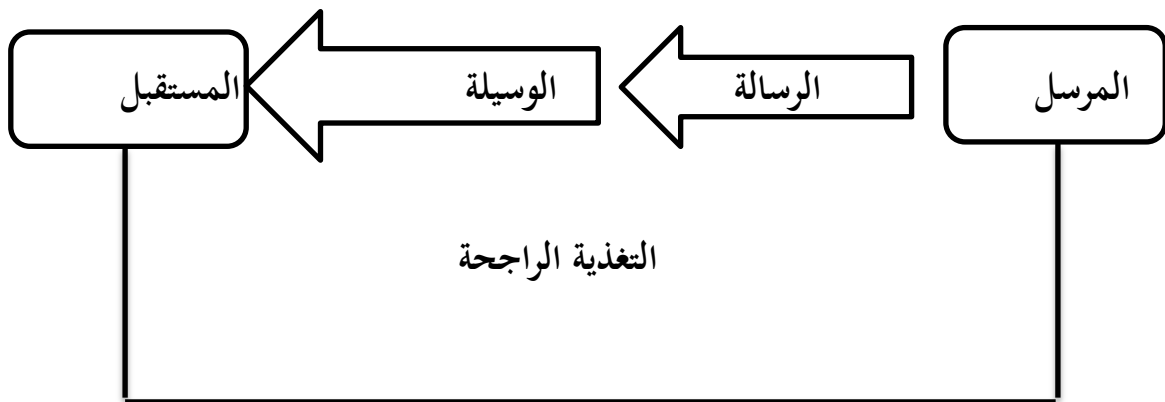 المرسل
الرسالة
الوسيلة
المستقبل
التغذية الراجحة